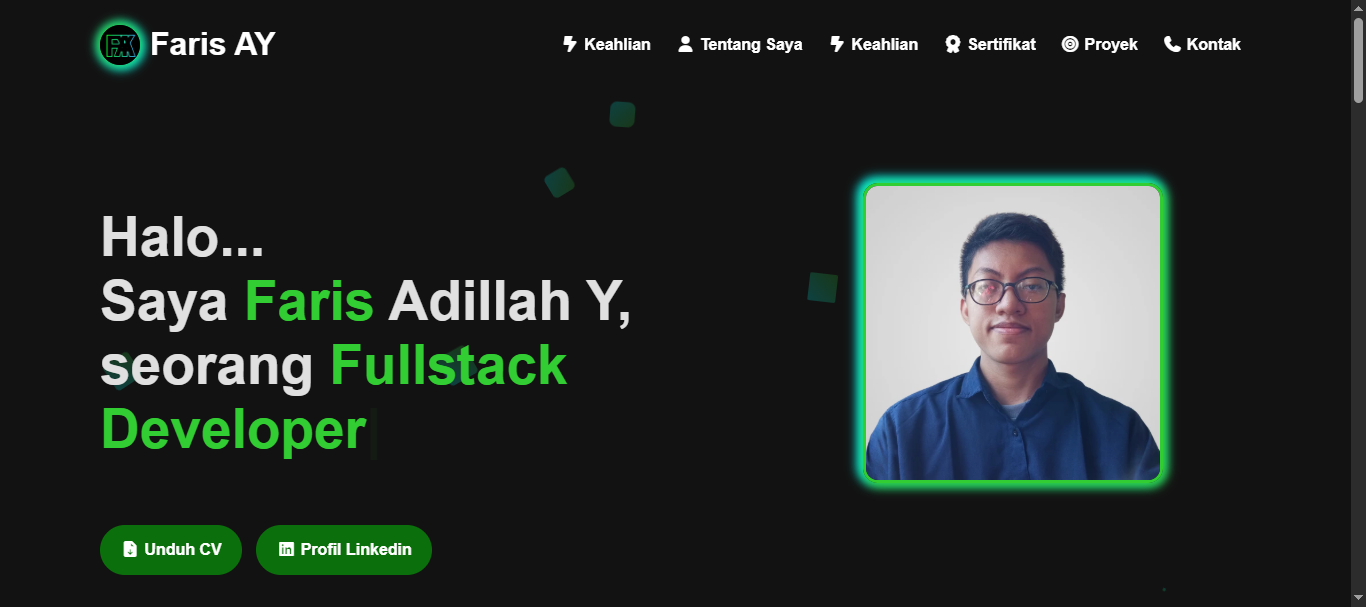 Faris AY
Keahlian
Tentang Saya
Keahlian
Sertifikat
Proyek
Kontak
Halo...
Saya Faris Adillah Y,
seorang Fullstack
Developer
Unduh CV
Profil Linkedin